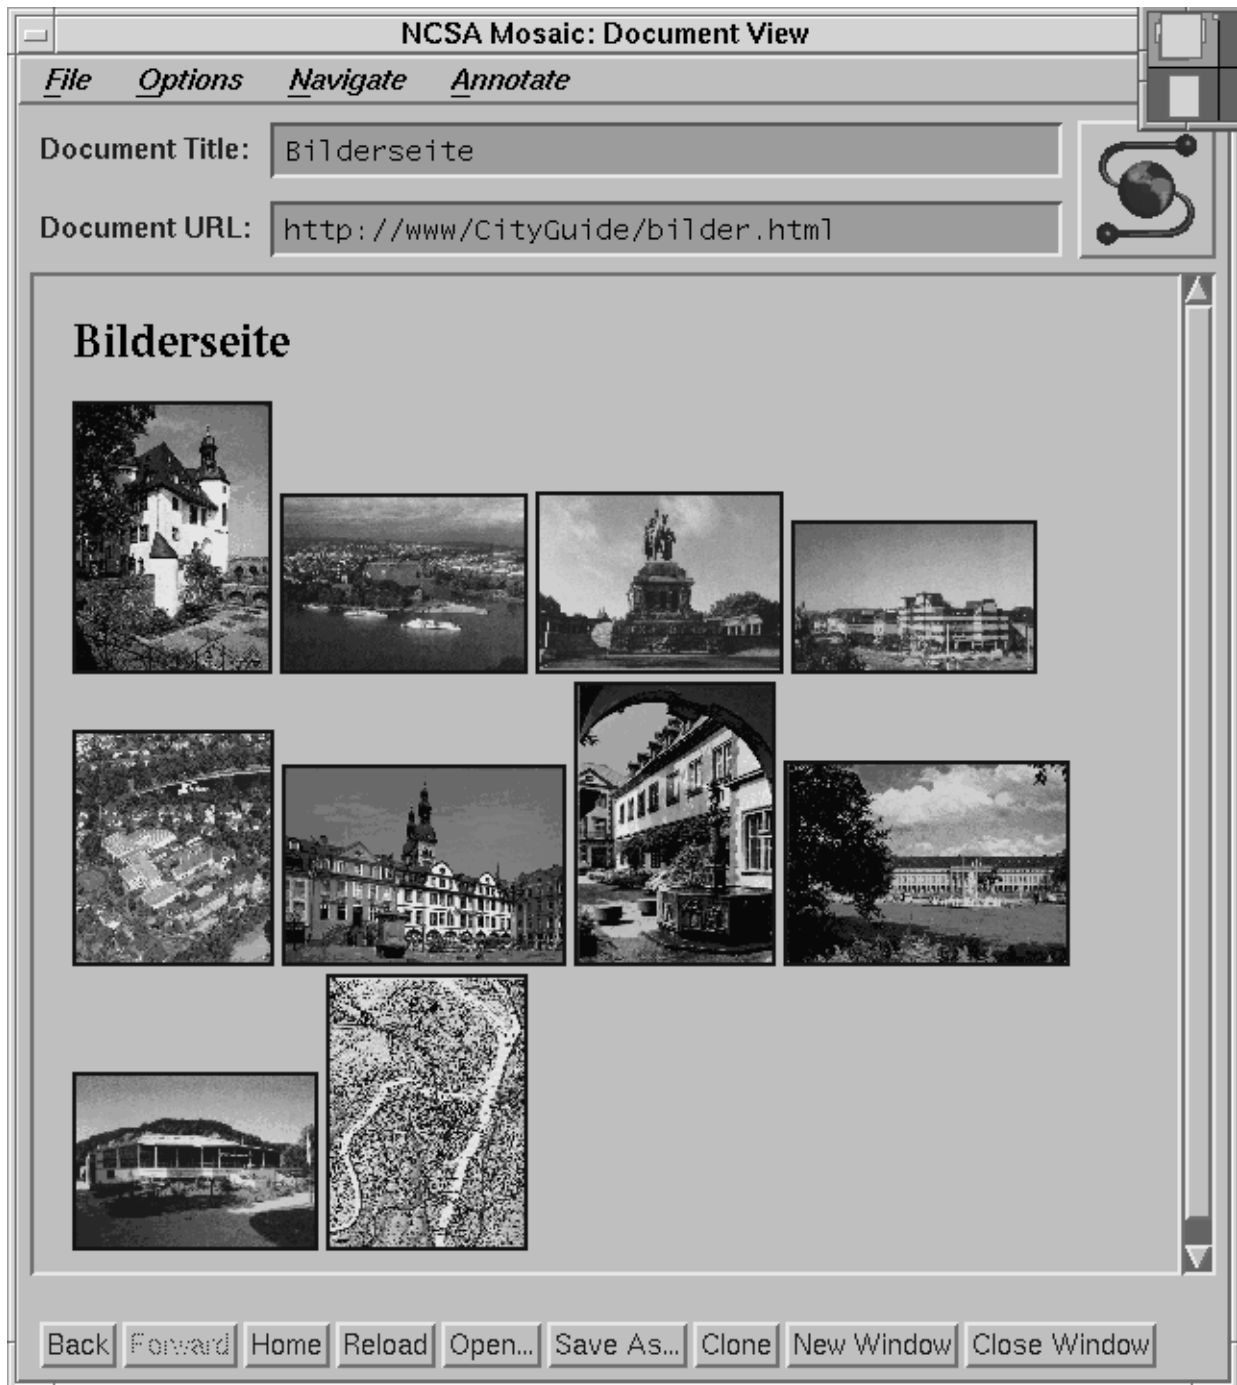 NCSA Mosaic: Document View
File Options Navigate Annotate
Document Title: Bilderseite
Document URL: http://www/CityGuide/bilder.html
Bilderseite
Back Forward Home Reload Open... Save As... Clone New Window Close Window